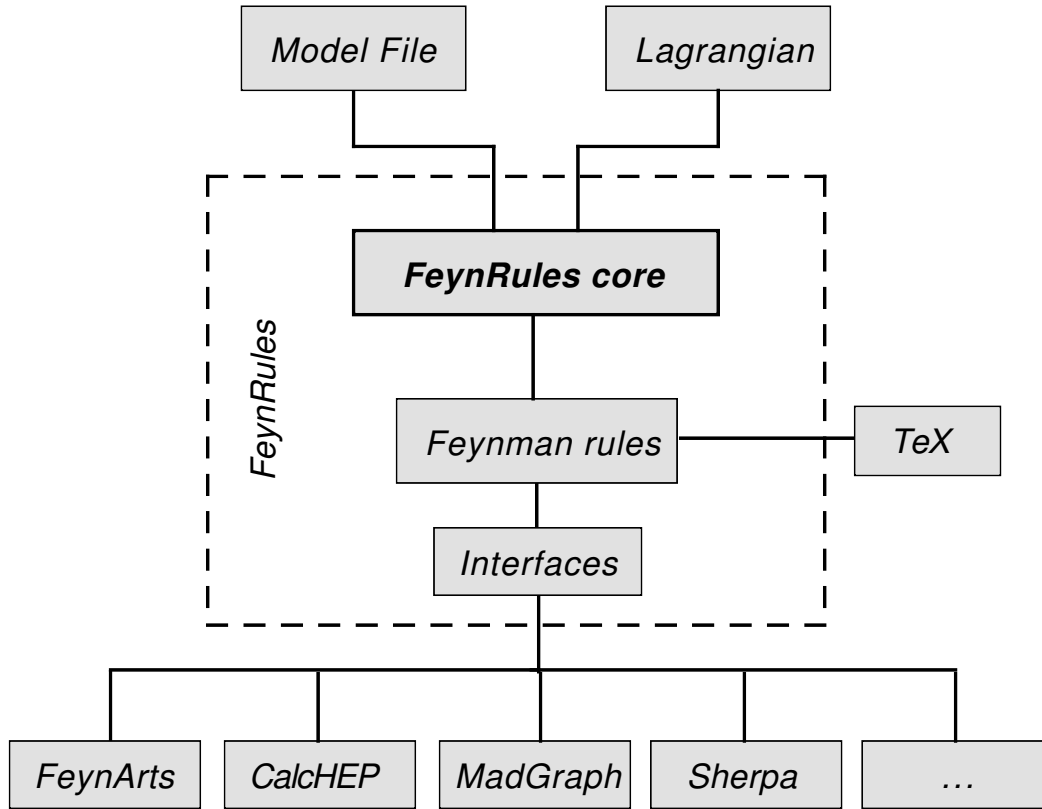 Model File
Lagrangian
FeynRules core
FeynRules
Feynman rules
TeX
Interfaces
FeynArts
CalcHEP
MadGraph
Sherpa
...